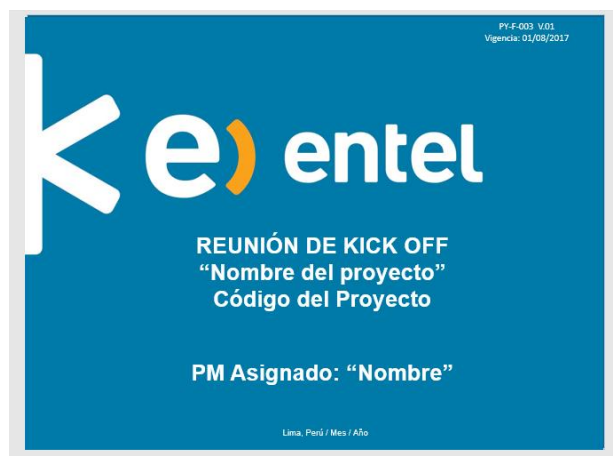 PY-F-003 V.01
Vigencia: 01/08/2017
e) entel
REUNIÓN DE KICK OFF
“Nombre del proyecto”
Código del Proyecto
PM Asignado: “Nombre”
Lima, Perú / Mes / Año